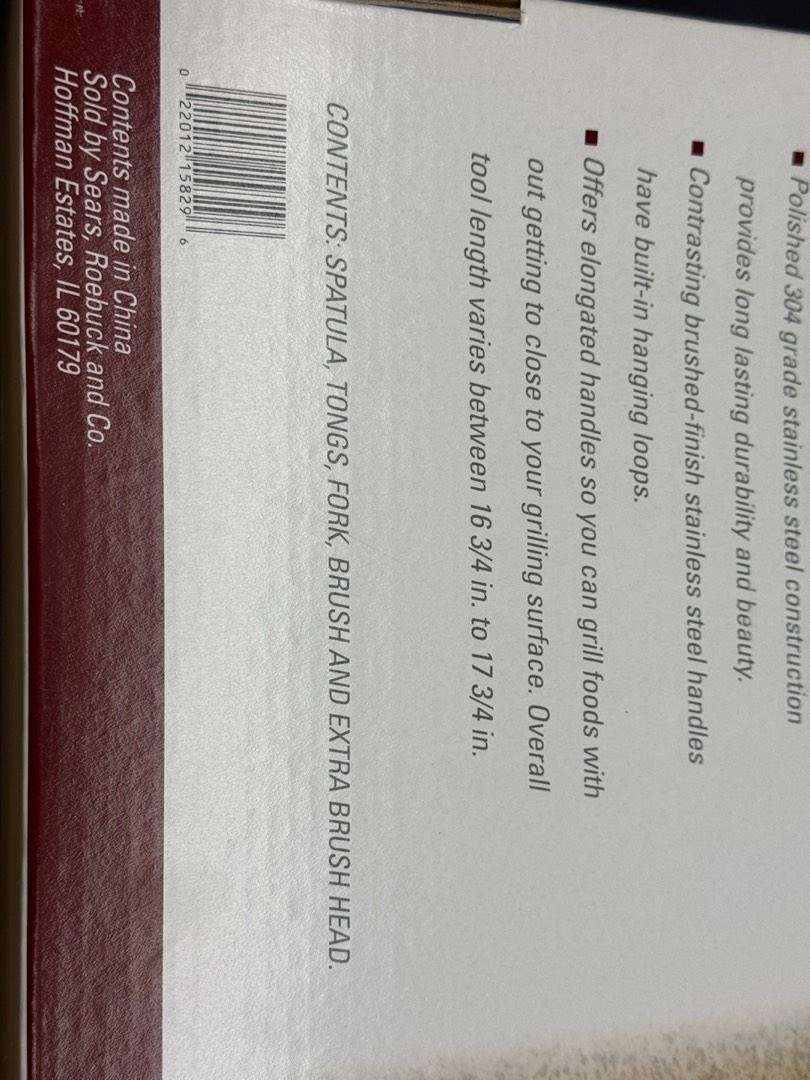 ■ Polished 304 grade stainless steel construction
provides long lasting durability and beauty.
■ Contrasting brushed-finish stainless steel handles
have built-in hanging loops.
■ Offers elongated handles so you can grill foods with
out getting to close to your grilling surface. Overall
tool length varies between 16 3/4 in. to 17 3/4 in.
CONTENTS: SPATULA, TONGS, FORK, BRUSH AND EXTRA BRUSH HEAD.
0 22012 15829 6
Contents made in China
Sold by Sears, Roebuck and Co.
Hoffman Estates, IL 60179